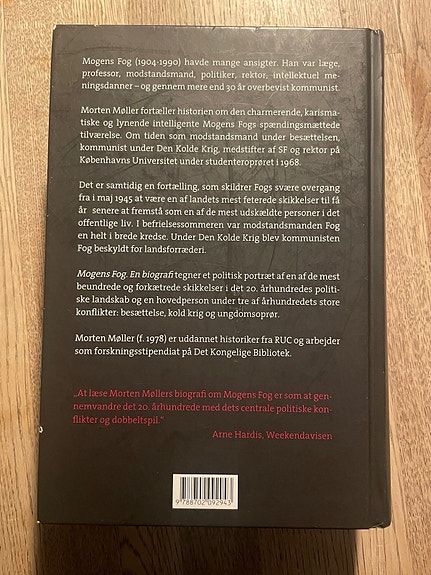 Mogens Fog (1904-1990) havde mange ansigter. Han var læge,
professor, modstandsmand, politiker, rektor, intellektuel me-
ningsdanner – og gennem mere end 30 år overbevist kommunist.
Morten Møller fortæller historien om den charmerende, karisma-
tiske og lynende intelligente Mogens Fogs spændingsmættede
tilværelse. Om tiden som modstandsmand under besættelsen,
kommunist under Den Kolde Krig, medstifter af SF og rektor på
Københavns Universitet under studenteroprøret i 1968.
Det er samtidig en fortælling, som skildrer Fogs svære overgang
fra i maj 1945 at være en af landets mest feterede skikkelser til få
år senere at fremstå som en af de mest udskældte personer i det
offentlige liv. I befrielsessommeren var modstandsmanden Fog
en helt i brede kredse. Under Den Kolde Krig blev kommunisten
Fog beskyldt for landsforræderi.
Mogens Fog. En biografi tegner et politisk portræt af en af de mest
beundrede og forkætrede skikkelser i det 20. århundredes politi-
ske landskab og en hovedperson under tre af århundredets store
konflikter: besættelse, kold krig og ungdomsoprør.
Morten Møller (f. 1978) er uddannet historiker fra RUC og arbejder
som forskningsstipendiat på Det Kongelige Bibliotek.
„At læse Morten Møllers biografi om Mogens Fog er som at gen-
nemvandre det 20. århundrede med dets centrale politiske kon-
flikter og dobbeltspil.”
Arne Hardis, Weekendavisen
9 788702 092943